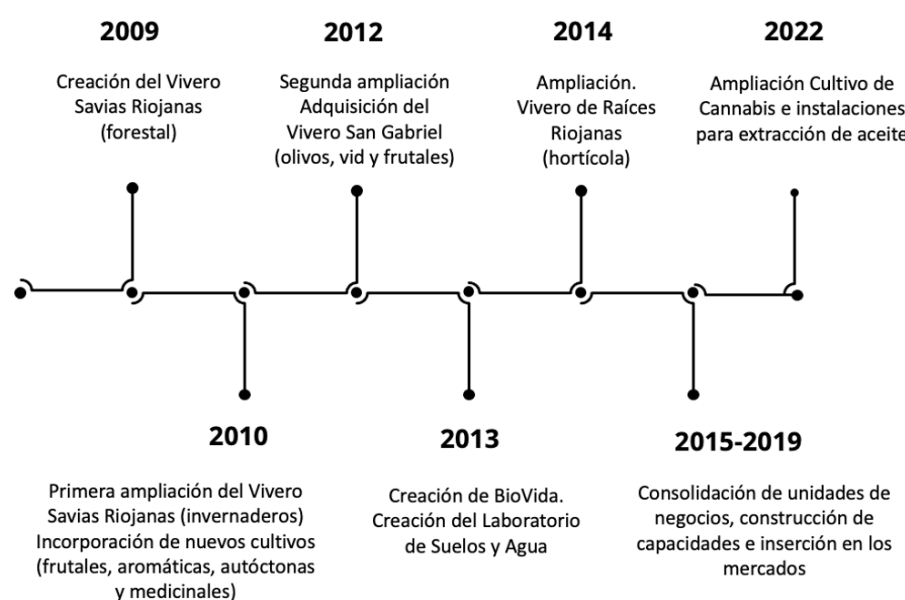 2009
Creación del Vivero
Savias Riojanas
(forestal)
2012
Segunda ampliación
Adquisición del
Vivero San Gabriel
(olivos, vid y frutales)
2014
Ampliación.
Vivero de Raíces
Riojanas
(hortícola)
2022
Ampliación Cultivo de
Cannabis e instalaciones
para extracción de aceite
2010
Primera ampliación del Vivero
Savias Riojanas (invernaderos)
Incorporación de nuevos cultivos
(frutales, aromáticas, autóctonas
y medicinales)
2013
Creación de BioVida.
Creación del Laboratorio
de Suelos y Agua
2015-2019
Consolidación de unidades de
negocios, construcción de
capacidades e inserción en los
mercados